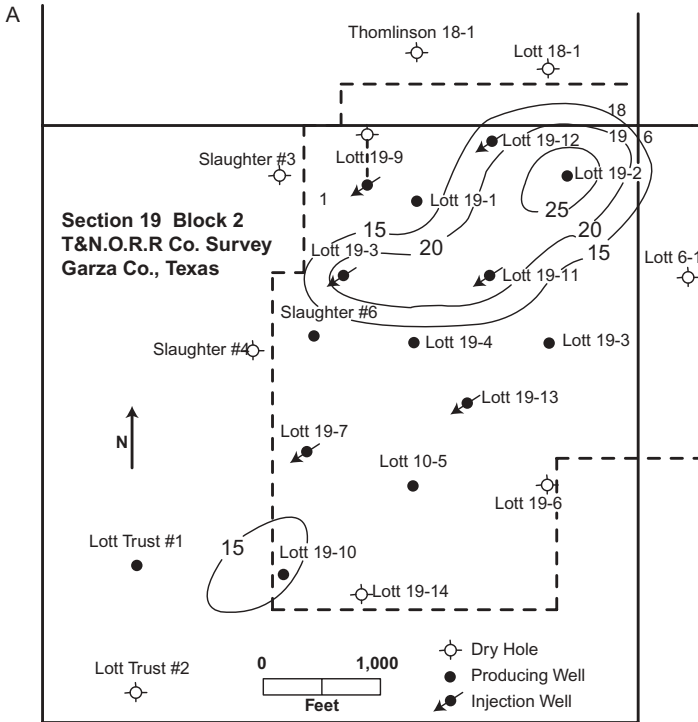 A
Thomlinson 18-1
Lott 18-1
18
19 6
Lott 19-12
Slaughter #3
Lott 19-9
Lott 19-2
1
Lott 19-1
25
Section 19 Block 2
T&N.O.R.R Co. Survey
Garza Co., Texas
15
20
20
15
Lott 19-3
Lott 19-11
Lott 6-1
Slaughter #6
Slaughter #4
Lott 19-4
Lott 19-3
Lott 19-13
N
Lott 19-7
Lott 10-5
Lott 19-6
Lott Trust #1
15
Lott 19-10
Lott 19-14
Lott Trust #2
0 1,000
Feet
Dry Hole
Producing Well
Injection Well